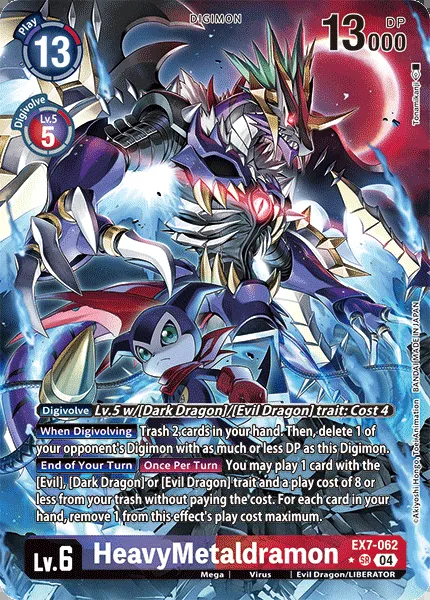 DIGIMON
Play
13
DP
13000
Digivolve
Lv.5
5
Tonamikanji
Digivolve Lv.5 w/[Dark Dragon]/[Evil Dragon] trait: Cost 4
When Digivolving Trash 2 cards in your hand. Then, delete 1 of
your opponent's Digimon with as much or less DP as this Digimon.
End of Your Turn Once Per Turn You may play 1 card with the
[Evil], [Dark Dragon] or [Evil Dragon] trait and a play cost of 8 or
less from your trash without paying the cost. For each card in your
hand, remove 1 from this effect's play cost maximum.
©Akiyoshi Hongo, Toei Animation BANDAI MADE IN JAPAN
Lv.6
HeavyMetaldramon
EX7-062
SR 04
Mega | Virus | Evil Dragon/LIBERATOR